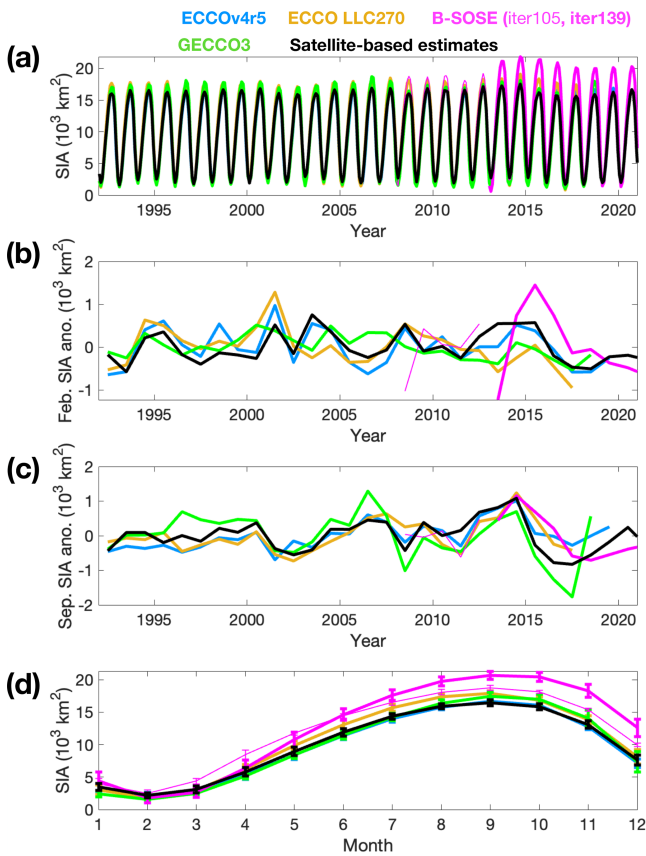 ECCOv4r5 ECCO LLC270 B-SOSE (iter105, iter139)
GECCO3 Satellite-based estimates
(a)
SIA (10³ km²)
20
15
10
5
0
1995 2000 2005 2010 2015 2020
Year
(b)
Feb. SIA ano. (10³ km²)
2
1
0
-1
1995 2000 2005 2010 2015 2020
Year
(c)
Sep. SIA ano. (10³ km²)
2
1
0
-1
-2
1995 2000 2005 2010 2015 2020
Year
(d)
SIA (10³ km²)
20
15
10
5
0
1 2 3 4 5 6 7 8 9 10 11 12
Month